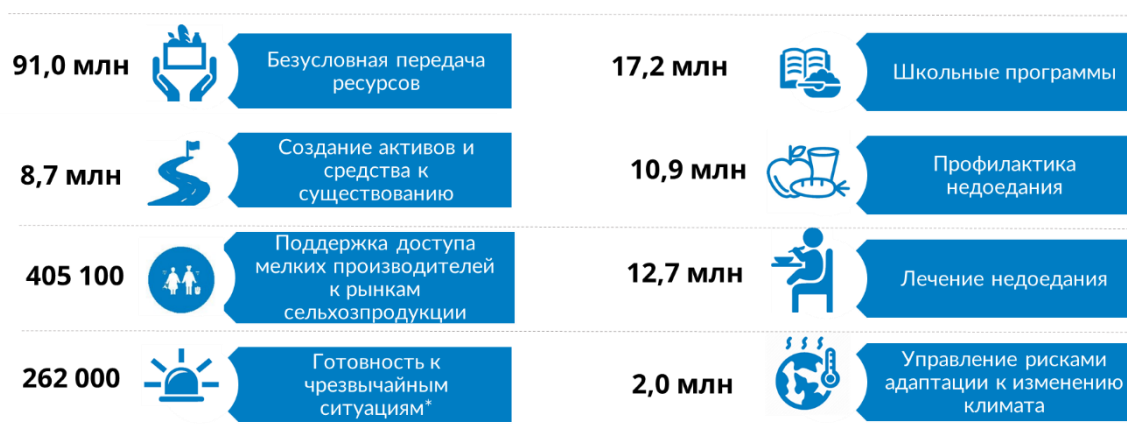 91,0 млн
Безусловная передача
ресурсов
17,2 млн
Школьные программы
8,7 млн
Создание активов и
средства к
существованию
10,9 млн
Профилактика
недоедания
405 100
Поддержка доступа
мелких производителей
к рынкам
сельхозпродукции
12,7 млн
Лечение недоедания
262 000
Готовность к
чрезвычайным
ситуациям*
2,0 млн
Управление рисками
адаптации к изменению
климата